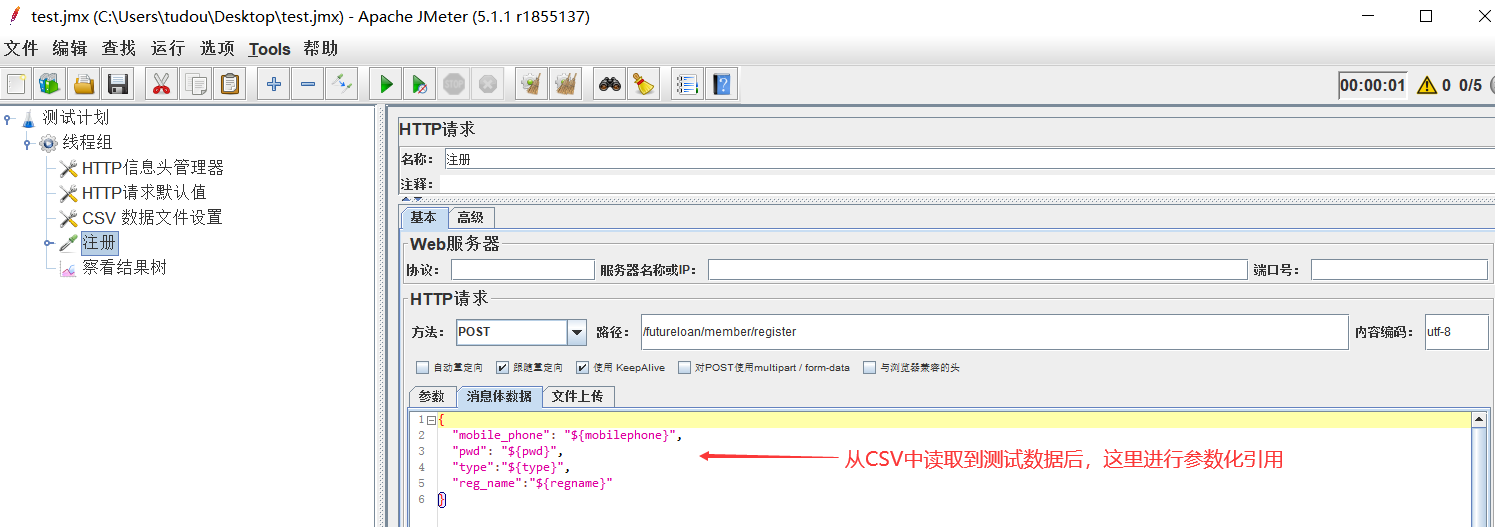 test.jmx (C:\Users\tudou\Desktop\test.jmx) - Apache JMeter (5.1.1 r1855137)
文件 编辑 查找 运行 选项 Tools 帮助
00:00:01 0 0/5
测试计划
线程组
HTTP信息头管理器
HTTP请求默认值
CSV 数据文件设置
注册
察看结果树
HTTP请求
名称: 注册
注释:
基本 高级
Web服务器
协议: 服务器名称或IP: 端口号:
HTTP请求
方法: POST 路径: /futureloan/member/register 内容编码: utf-8
自动重定向 跟随重定向 使用 KeepAlive 对POST使用multipart / form-data 与浏览器兼容的头
参数 消息体数据 文件上传
1 {
2 "mobile_phone": "${mobilephone}",
3 "pwd": "${pwd}",
4 "type":"${type}",
5 "reg_name":"${regname}"
6 }
从CSV中读取到测试数据后，这里进行参数化引用